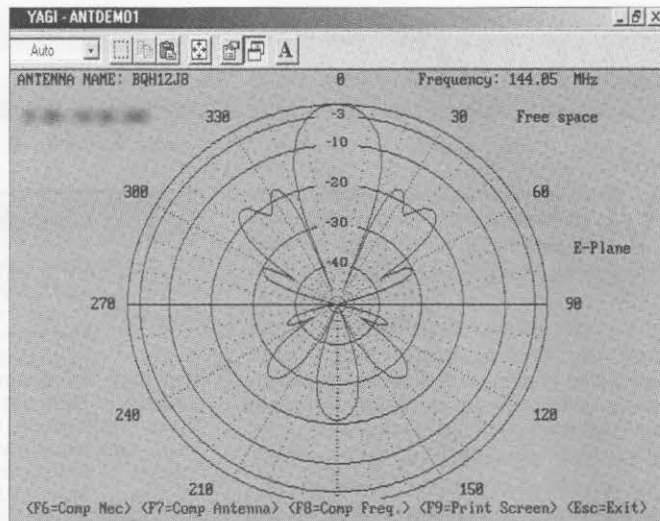 YAGI - ANTDEMO1
Auto
A
ANTENNA NAME: BQH12J8
0
Frequency: 144.05 MHz
330
-3
30
Free space
-10
300
-20
60
-30
E-Plane
-40
270
90
240
120
210
150
<F6=Comp Nec> <F7=Comp Antenna> <F8=Comp Freq.> <F9=Print Screen> <Esc=Exit>